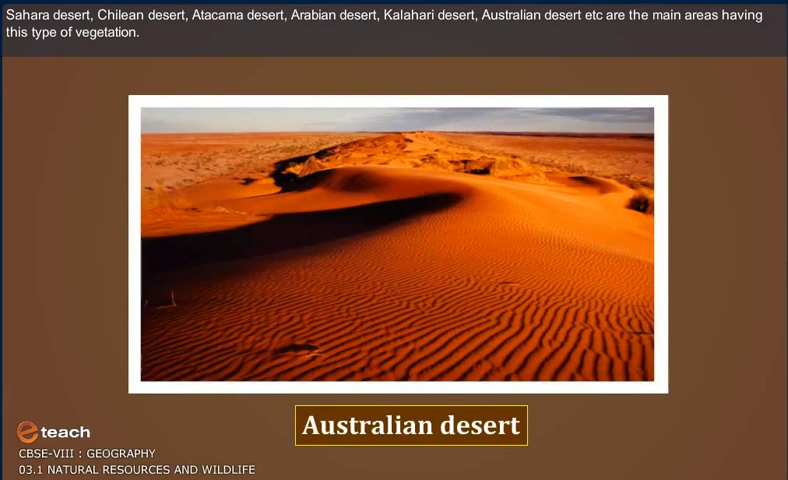 Sahara desert, Chilean desert, Atacama desert, Arabian desert, Kalahari desert, Australian desert etc are the main areas having
this type of vegetation.
Australian desert
e teach
CBSE-VIII : GEOGRAPHY
03.1 NATURAL RESOURCES AND WILDLIFE